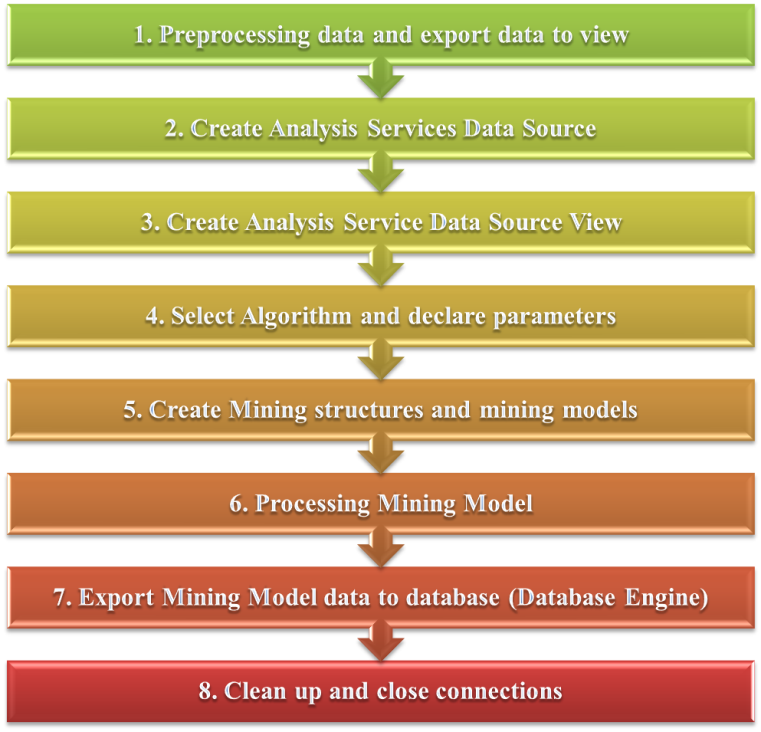 1. Preprocessing data and export data to view
2. Create Analysis Services Data Source
3. Create Analysis Service Data Source View
4. Select Algorithm and declare parameters
5. Create Mining structures and mining models
6. Processing Mining Model
7. Export Mining Model data to database (Database Engine)
8. Clean up and close connections